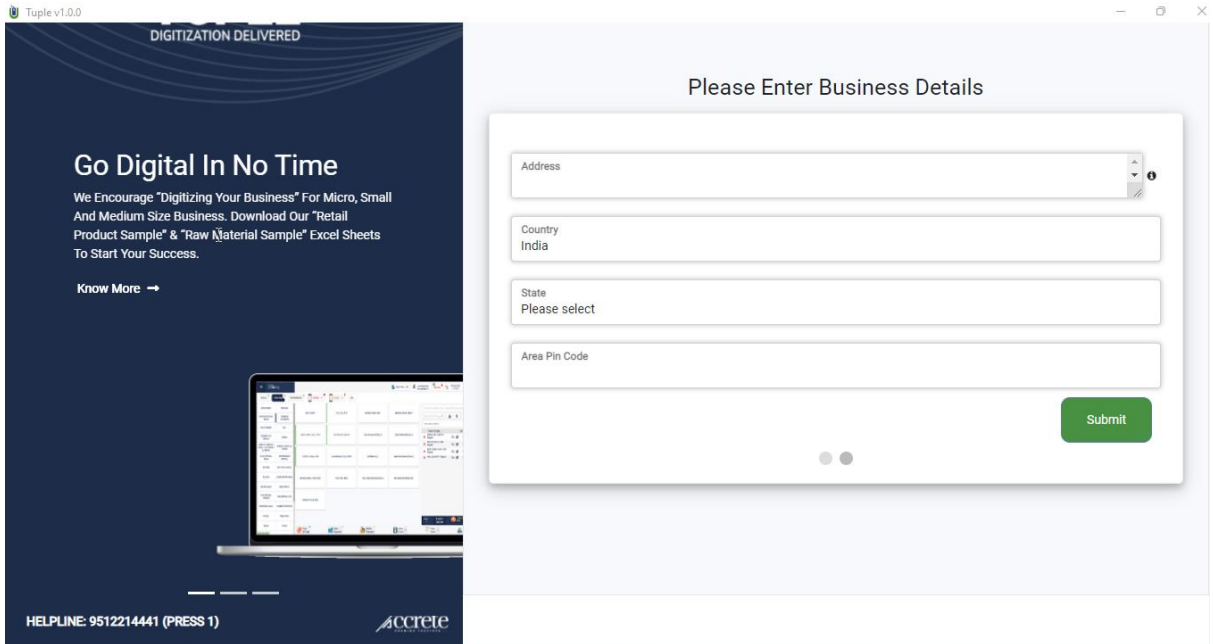 Tuple v1.0.0
DIGITIZATION DELIVERED
Go Digital In No Time
We Encourage "Digitizing Your Business" For Micro, Small
And Medium Size Business. Download Our "Retail
Product Sample" & "Raw Material Sample" Excel Sheets
To Start Your Success.
Know More →
HELPLINE: 9512214441 (PRESS 1)
Accrete
Please Enter Business Details
Address
Country
India
State
Please select
Area Pin Code
Submit